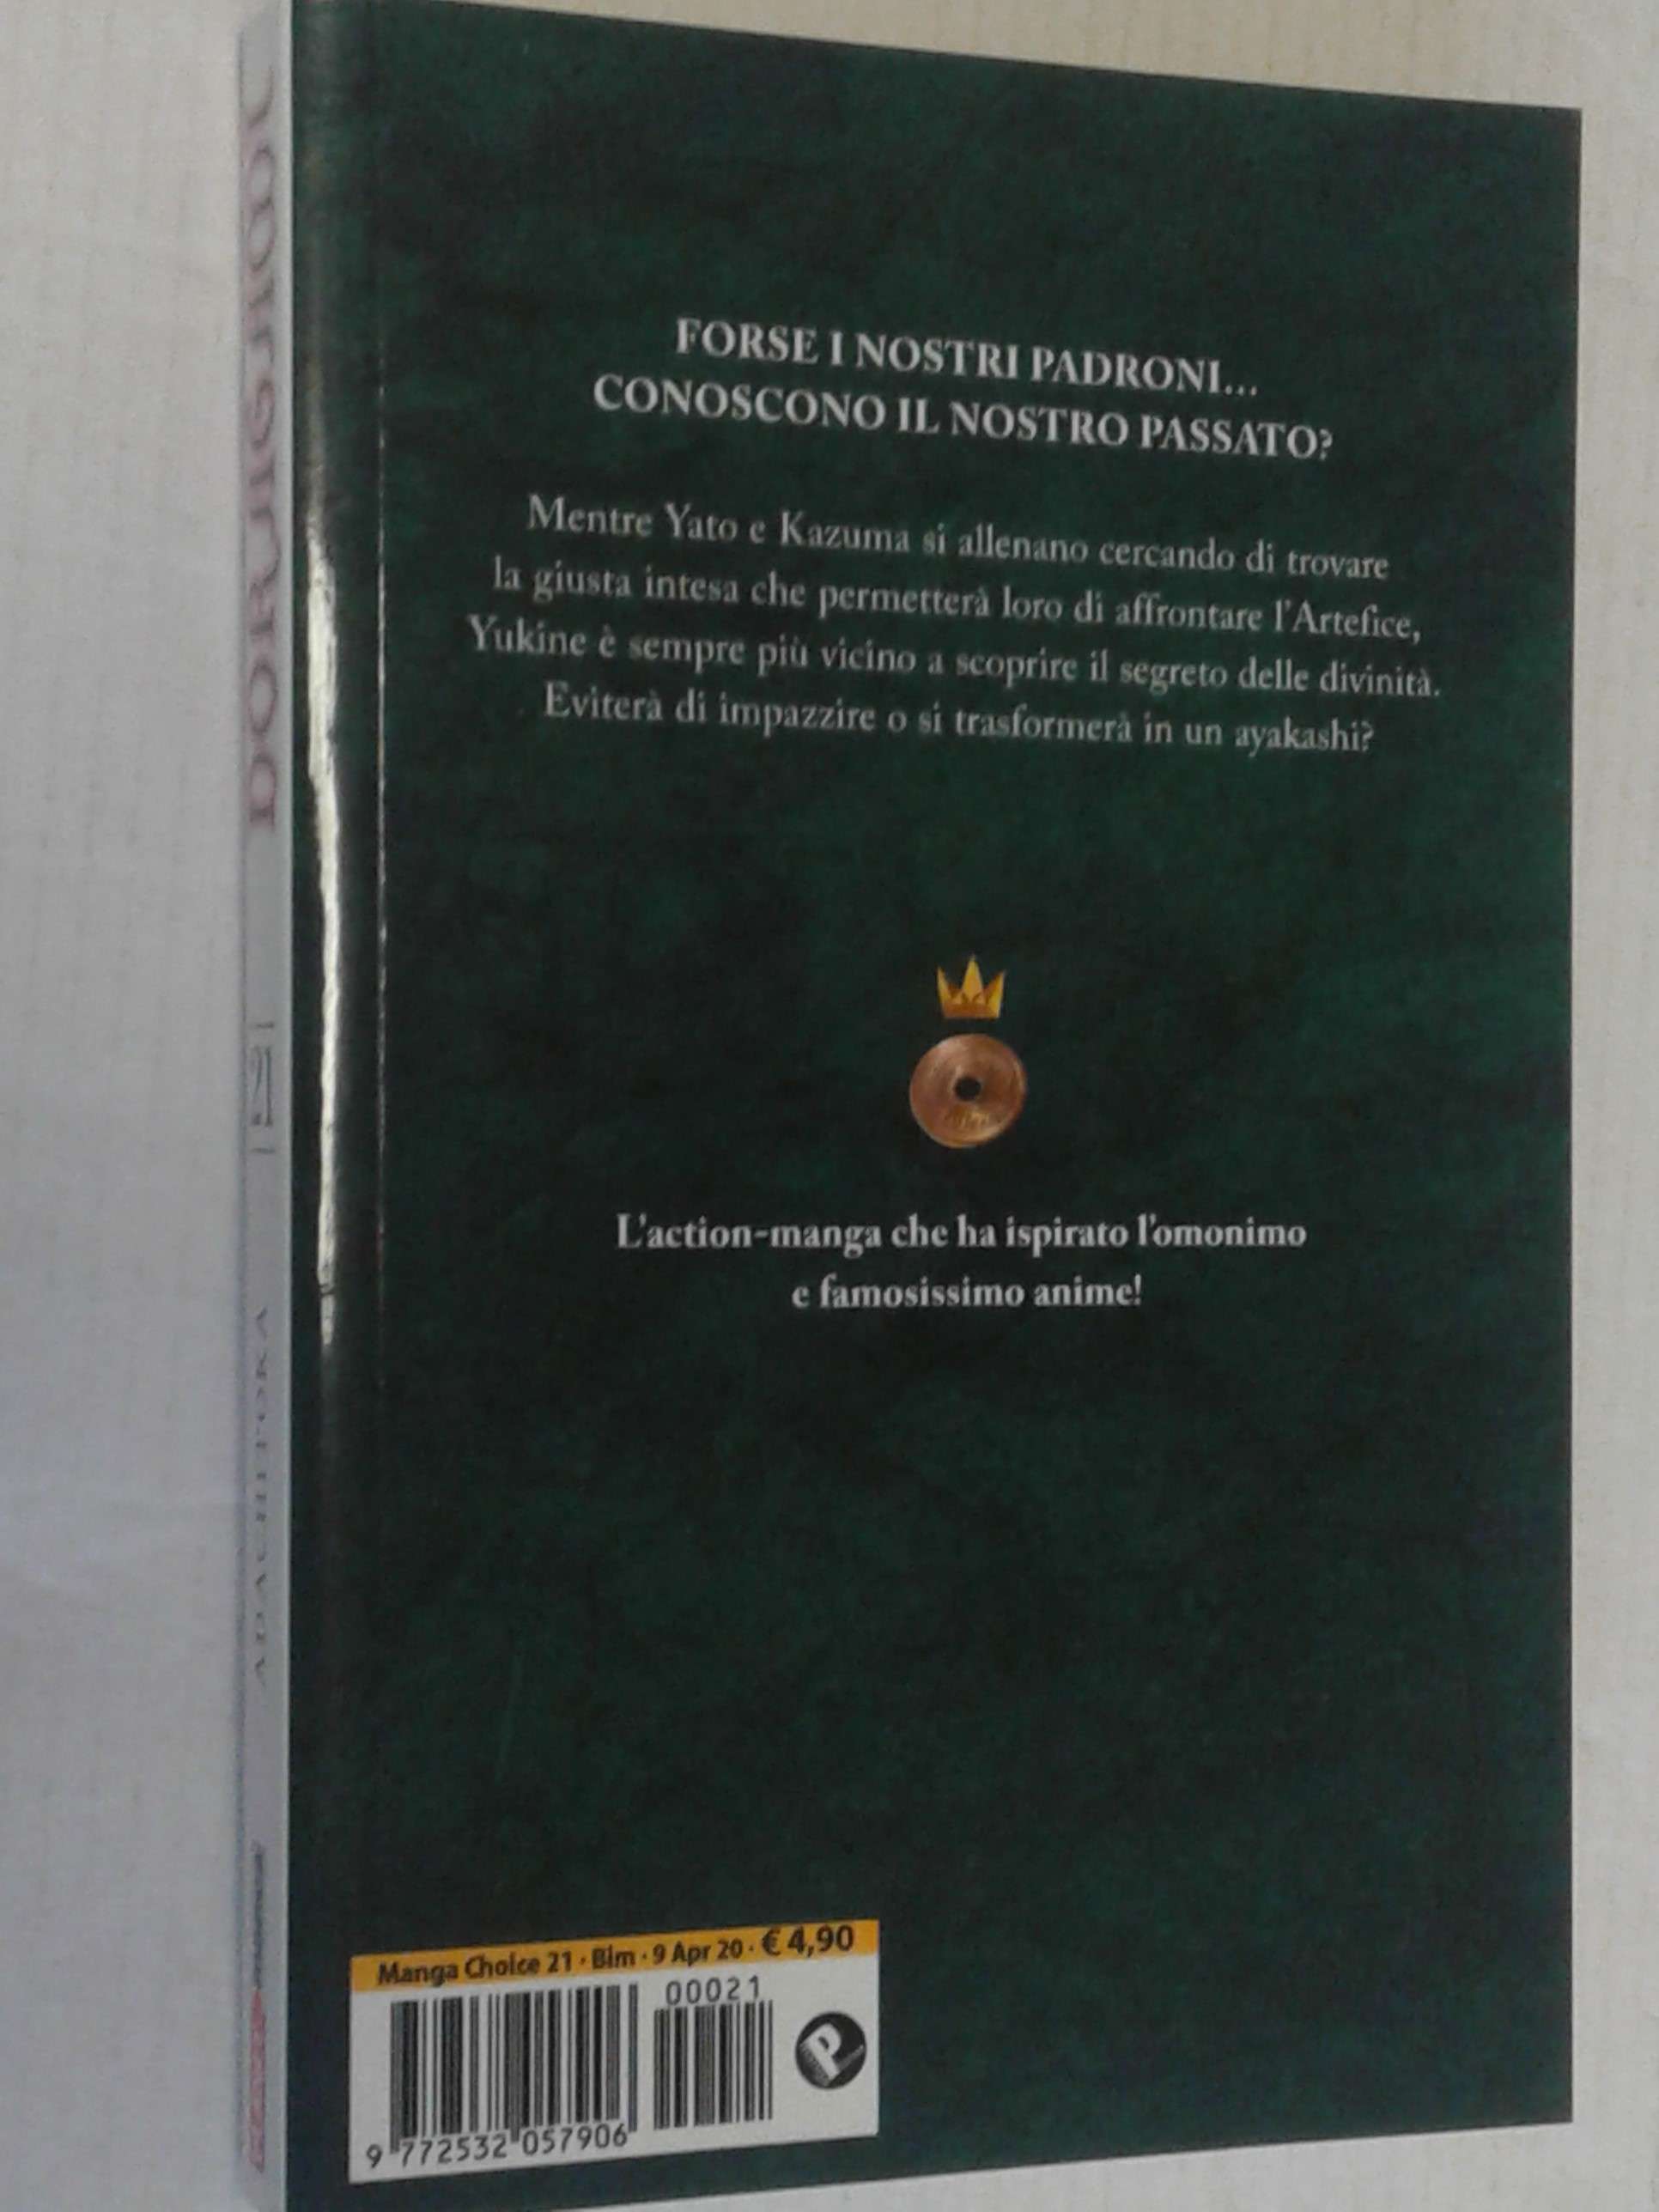 FORSE I NOSTRI PADRONI...
CONOSCONO IL NOSTRO PASSATO?
Mentre Yato e Kazuma si allenano cercando di trovare
la giusta intesa che permetterà loro di affrontare l'Artefice,
Yukine è sempre più vicino a scoprire il segreto delle divinità.
Eviterà di impazzire o si trasformerà in un ayakashi?
L'action-manga che ha ispirato l'omonimo
e famosissimo anime!
Manga Choice 21 · Bim · 9 Apr 20 · € 4,90
00021
9 772532 057906
P
21
ADACHITOKA